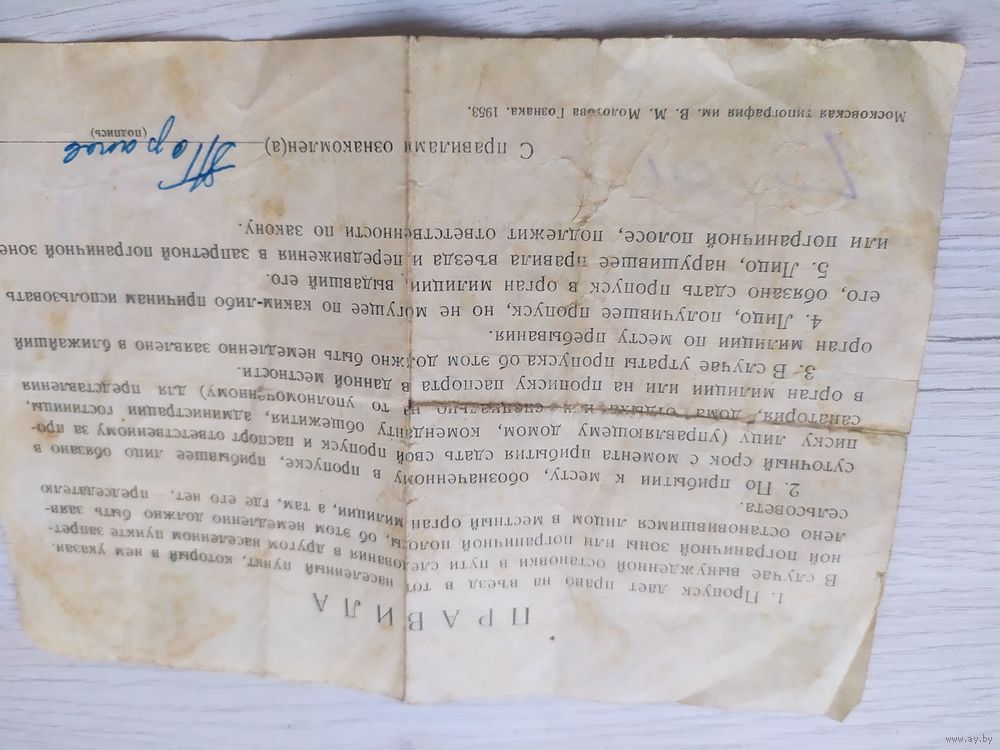 ПРАВИЛА
1. Пропуск дает право на въезд в тот населенный пункт, который в нем указан.
В случае вынужденной остановки в пути следования в другом населенном пункте запрет-
ной пограничной зоны или пограничной полосы, об этом немедленно должно быть заяв-
лено остановившимся лицом в местный орган милиции, а там, где его нет, — председателю
сельсовета.
2. По прибытии к месту, обозначенному в пропуске, прибывшее лицо обязано в
суточный срок с момента прибытия сдать свой пропуск и паспорт ответственному за про-
писку лицу (управляющему домом, коменданту общежития, администрации гостиницы,
санатория, дома отдыха и специально на то уполномоченному) для представления
в орган милиции или на прописку паспорта в данной местности.
3. В случае утраты пропуска об этом должно быть немедленно заявлено в ближайший
орган милиции по месту пребывания.
4. Лицо, получившее пропуск, но не могущее по каким-либо причинам использовать
его, обязано сдать пропуск в орган милиции, выдавший его.
5. Лицо, нарушившее правила въезда и передвижения в запретной пограничной зоне
или пограничной полосе, подлежит ответственности по закону.
С правилами ознакомлен(а)
(подпись)
Московская типография им. В. М. Молотова Гознака. 1953.
www.ay.by